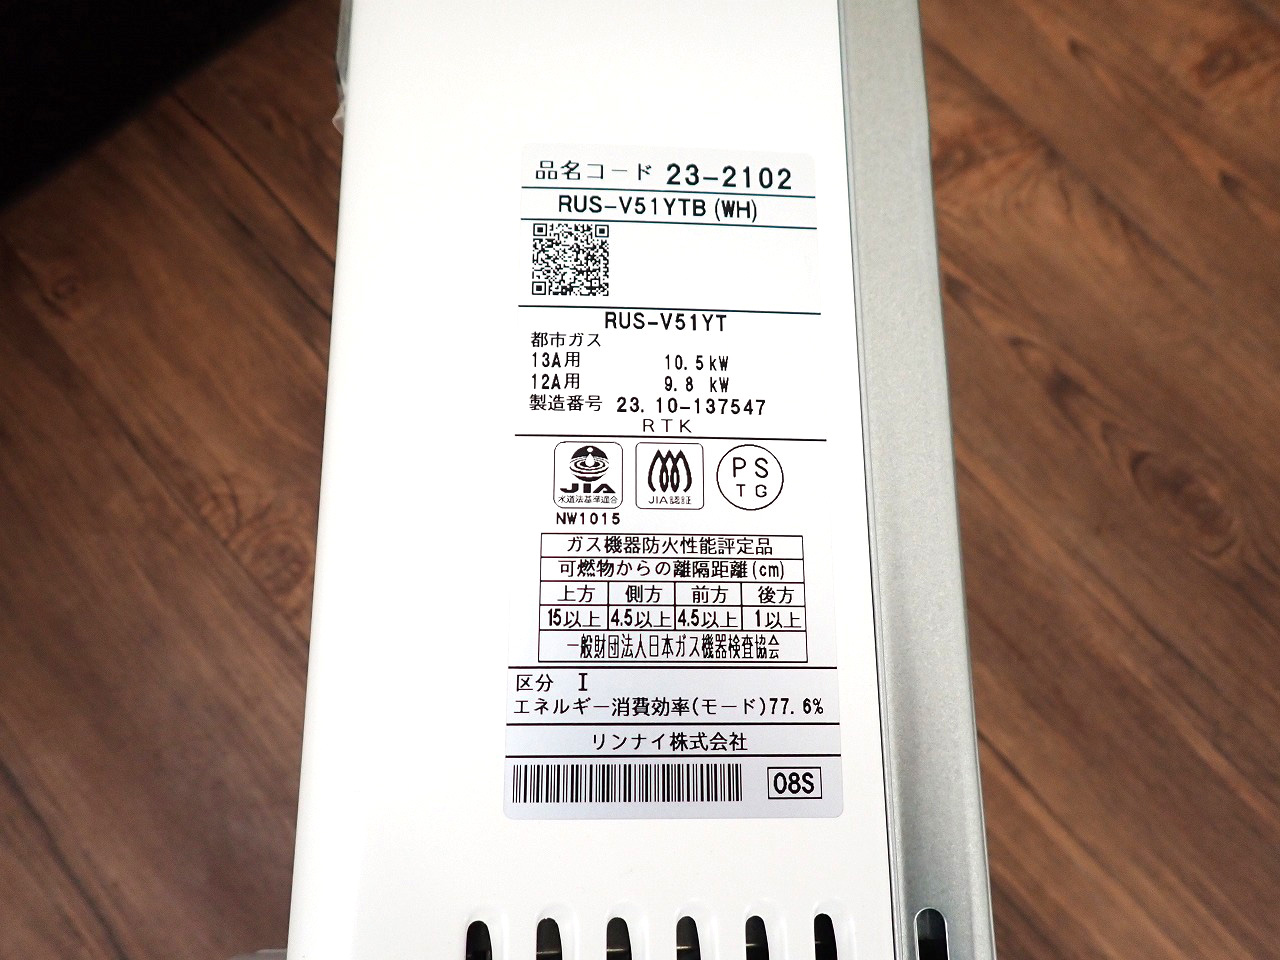 品名コード 23-2102
RUS-V51YTB(WH)
RUS-V51YT
都市ガス
13A用 10.5kW
12A用 9.8 kW
製造番号 23.10-137547
RTK
JIA
水道法基準適合
JIA認証
PS
TG
NW1015
ガス機器防火性能評定品
可燃物からの離隔距離(cm)
上方 側方 前方 後方
15以上 4.5以上 4.5以上 1以上
一般財団法人日本ガス機器検査協会
区分 I
エネルギー消費効率(モード)77.6%
リンナイ株式会社
08S